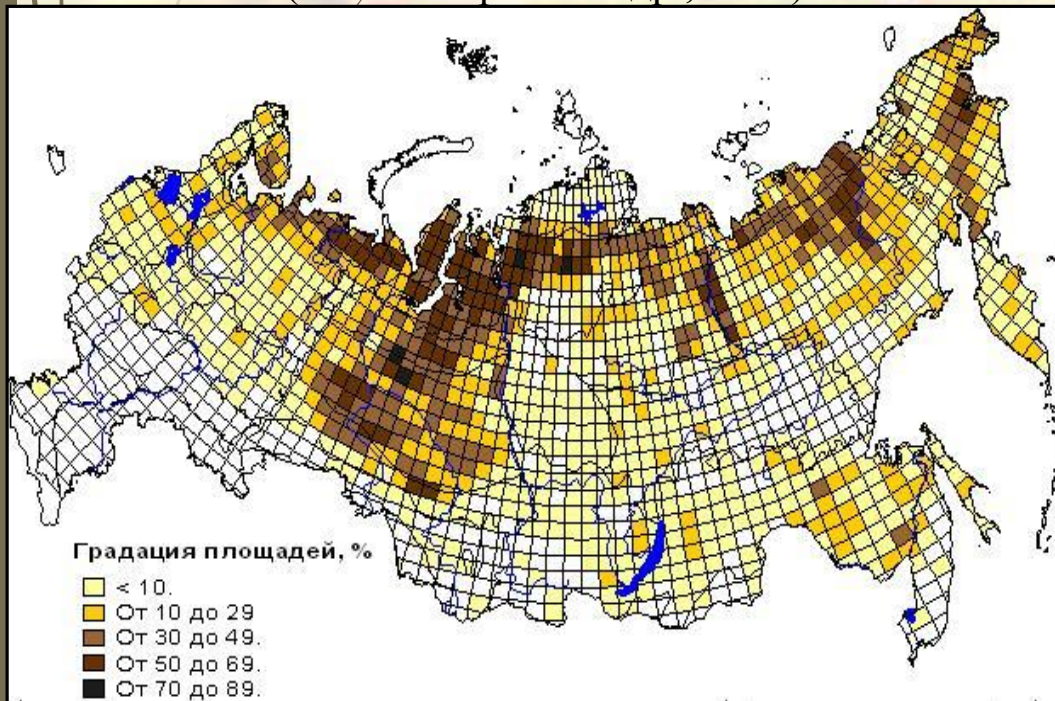 Градация площадей, %
< 10.
От 10 до 29
От 30 до 49.
От 50 до 69.
От 70 до 89.